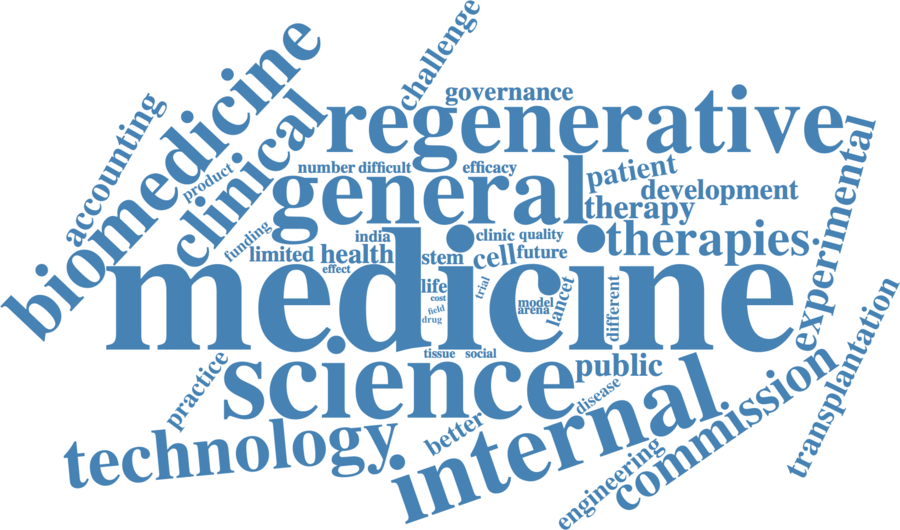 challenge
governance
regenerative
accounting
biomedicine
product
clinical
number difficult efficacy
general
patient
development
therapy
experimental
funding
india
clinic quality
therapies
limited health
effect
stem
cell
future
medicine
life
cost
trial
field
drug
model
arena
lancet
different
transplantation
tissue social
science
public
practice
technology
disease
better
internal
commission
engineering